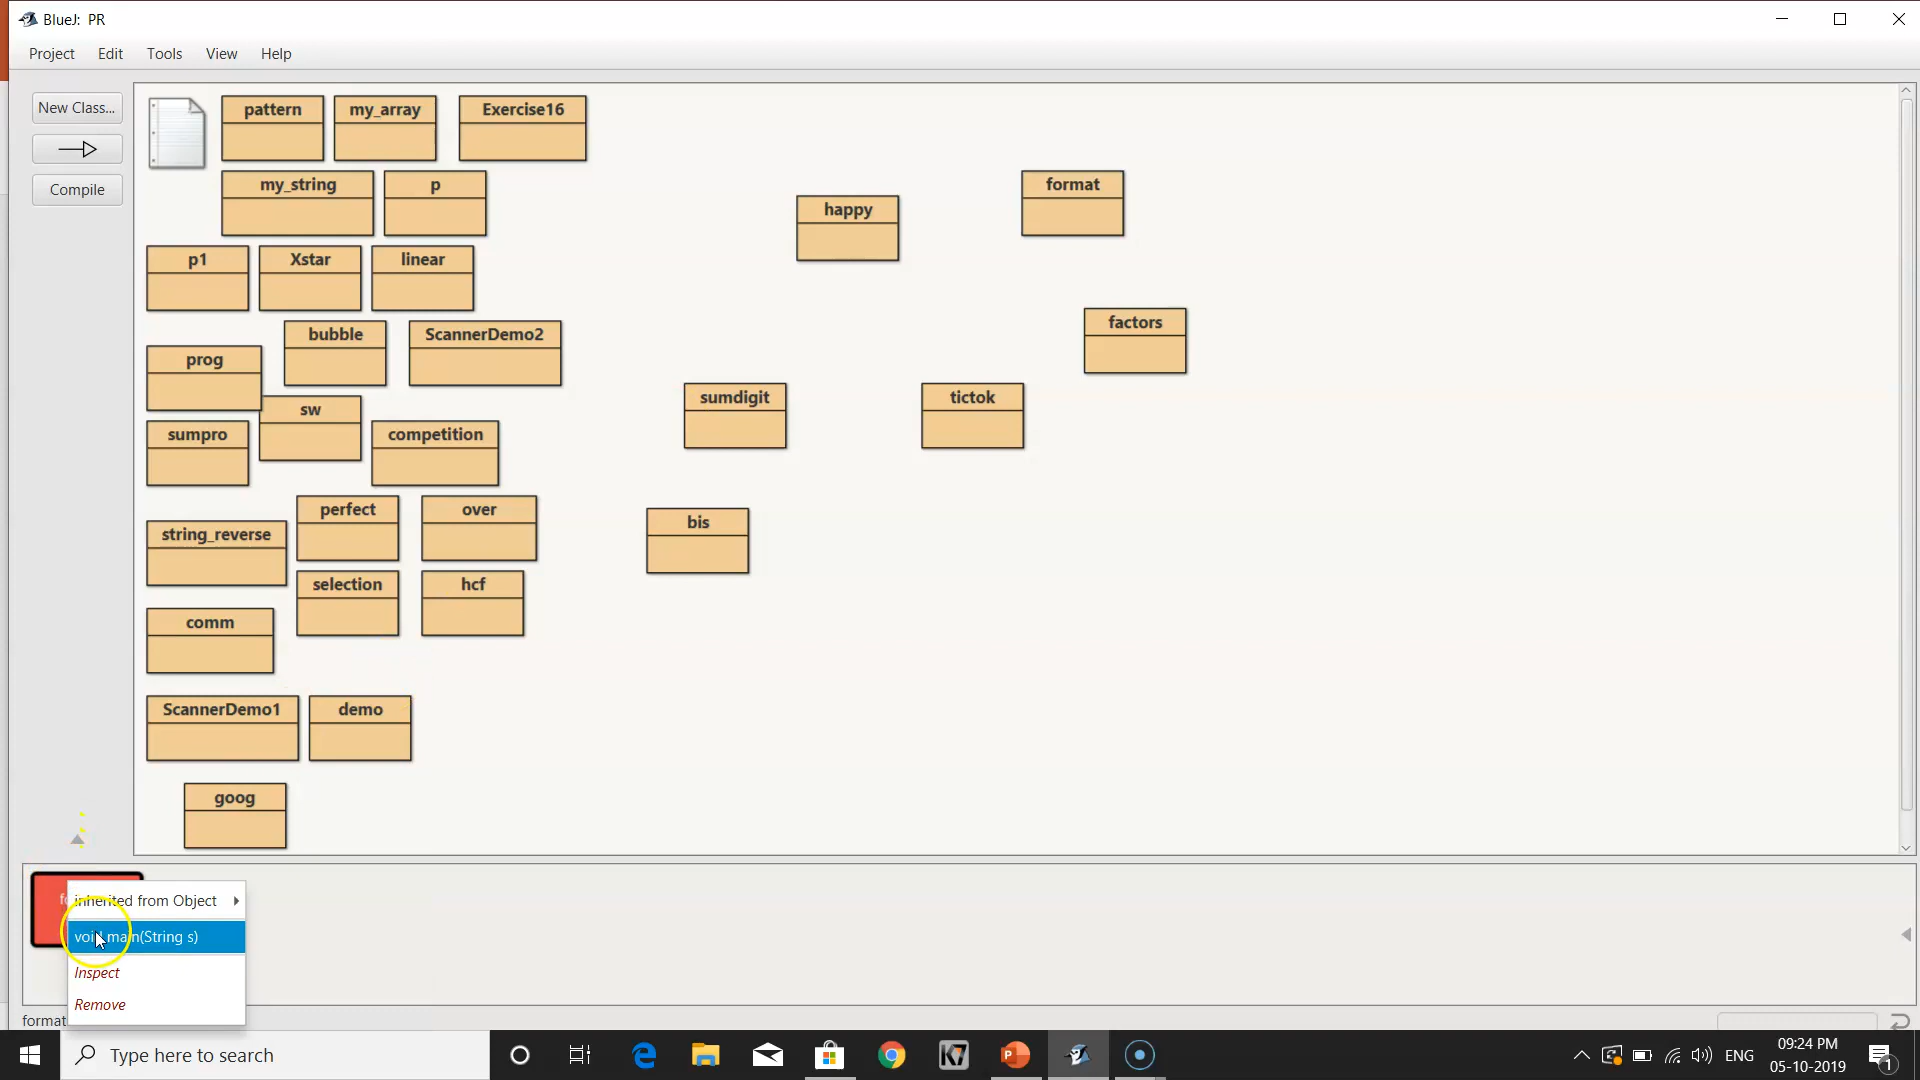 BlueJ: PR
Project Edit Tools View Help
New Class...
Compile
pattern my_array Exercise16
my_string p
happy format
p1 Xstar linear
bubble ScannerDemo2
prog
factors
sw
sumpro competition
sumdigit tictok
perfect over
string_reverse
bis
selection hcf
comm
ScannerDemo1 demo
goog
inherited from Object
void main(String s)
Inspect
Remove
format
Type here to search
ENG
09:24 PM
05-10-2019
1